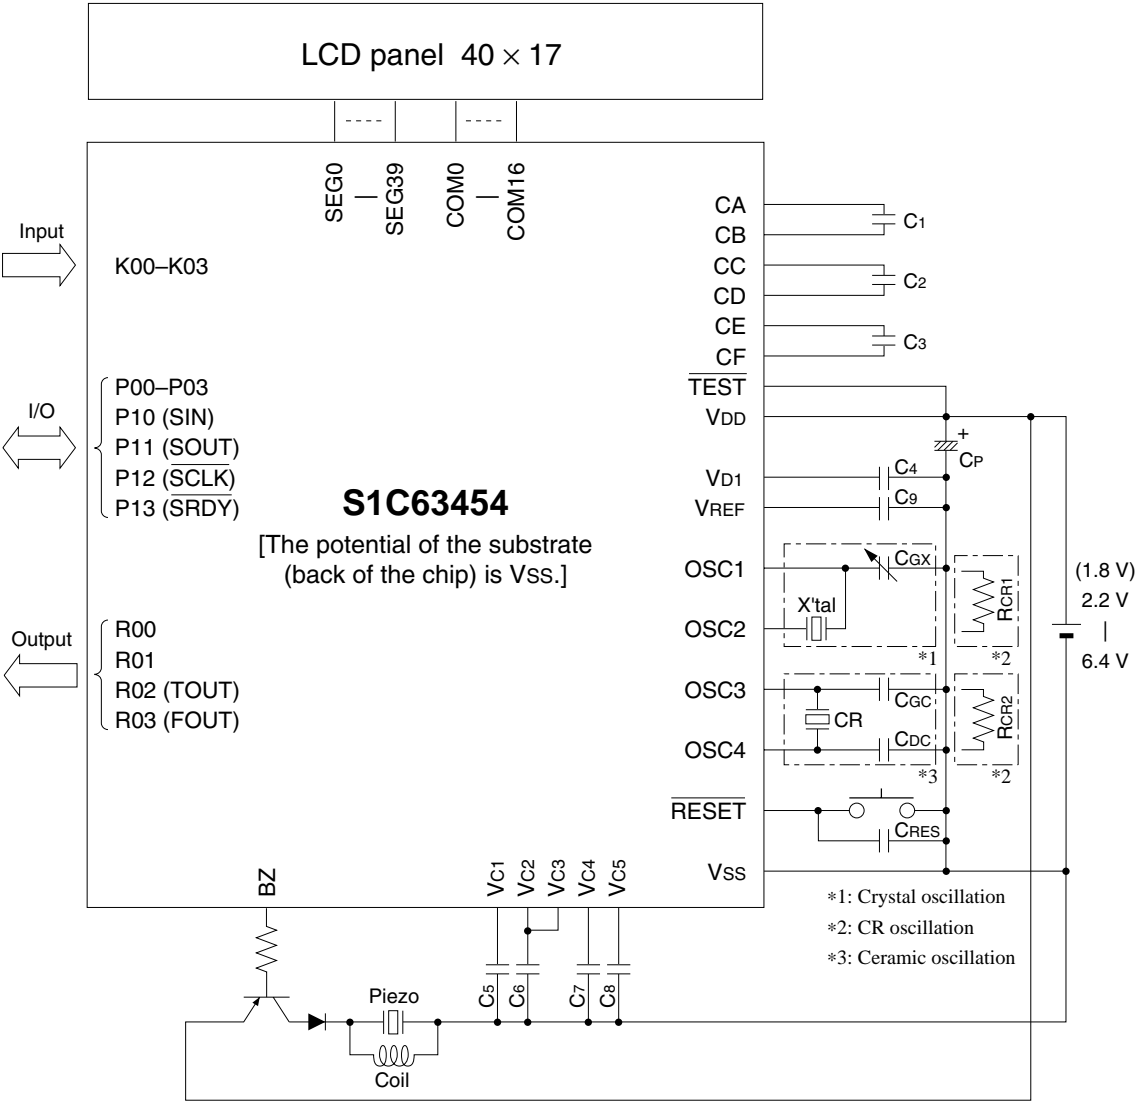 LCD panel 40 × 17
SEG0
SEG39
COM0
COM16
Input
K00–K03
I/O
P00–P03
P10 (SIN)
P11 (SOUT)
P12 (S̅C̅L̅K̅)
P13 (S̅R̅D̅Y̅)
Output
R00
R01
R02 (TOUT)
R03 (FOUT)
S1C63454
[The potential of the substrate
(back of the chip) is VSS.]
CA
CB
C1
CC
CD
C2
CE
CF
C3
T̅E̅S̅T̅
VDD
+
CP
VD1
C4
VREF
C9
OSC1
CGX
X'tal
OSC2
*1
RCR1
*2
OSC3
CGC
CR
OSC4
CDC
*3
RCR2
*2
R̅E̅S̅E̅T̅
CRES
VSS
(1.8 V)
2.2 V
|
6.4 V
*1: Crystal oscillation
*2: CR oscillation
*3: Ceramic oscillation
BZ
VC1
VC2
VC3
VC4
VC5
C5
C6
C7
C8
Piezo
Coil